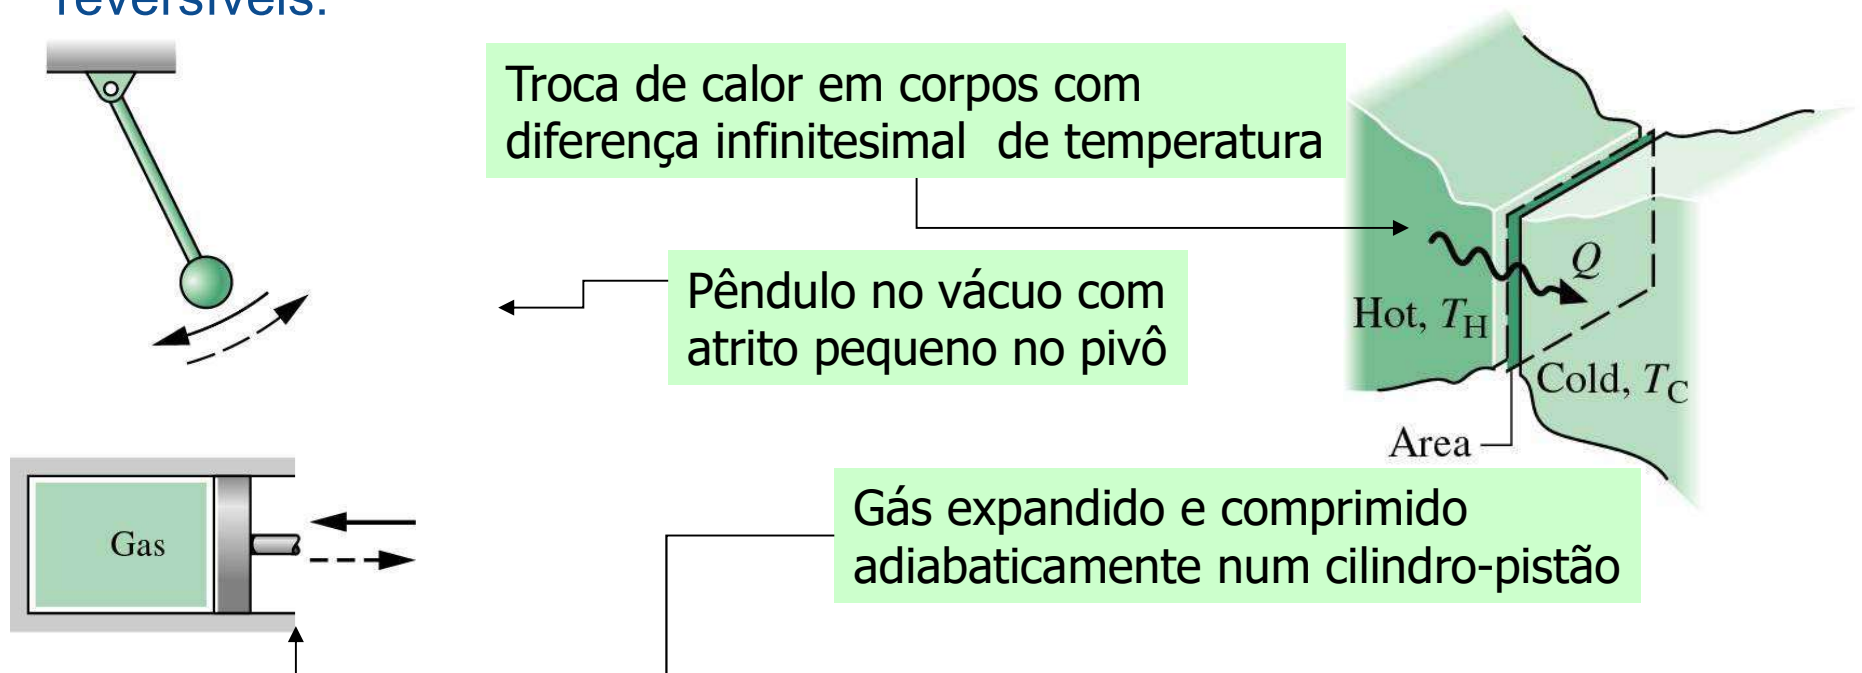 reversíveis:
Troca de calor em corpos com
diferença infinitesimal de temperatura
Pêndulo no vácuo com
atrito pequeno no pivô
Q
Hot, TH
Cold, TC
Area
Gas
Gás expandido e comprimido
adiabaticamente num cilindro-pistão